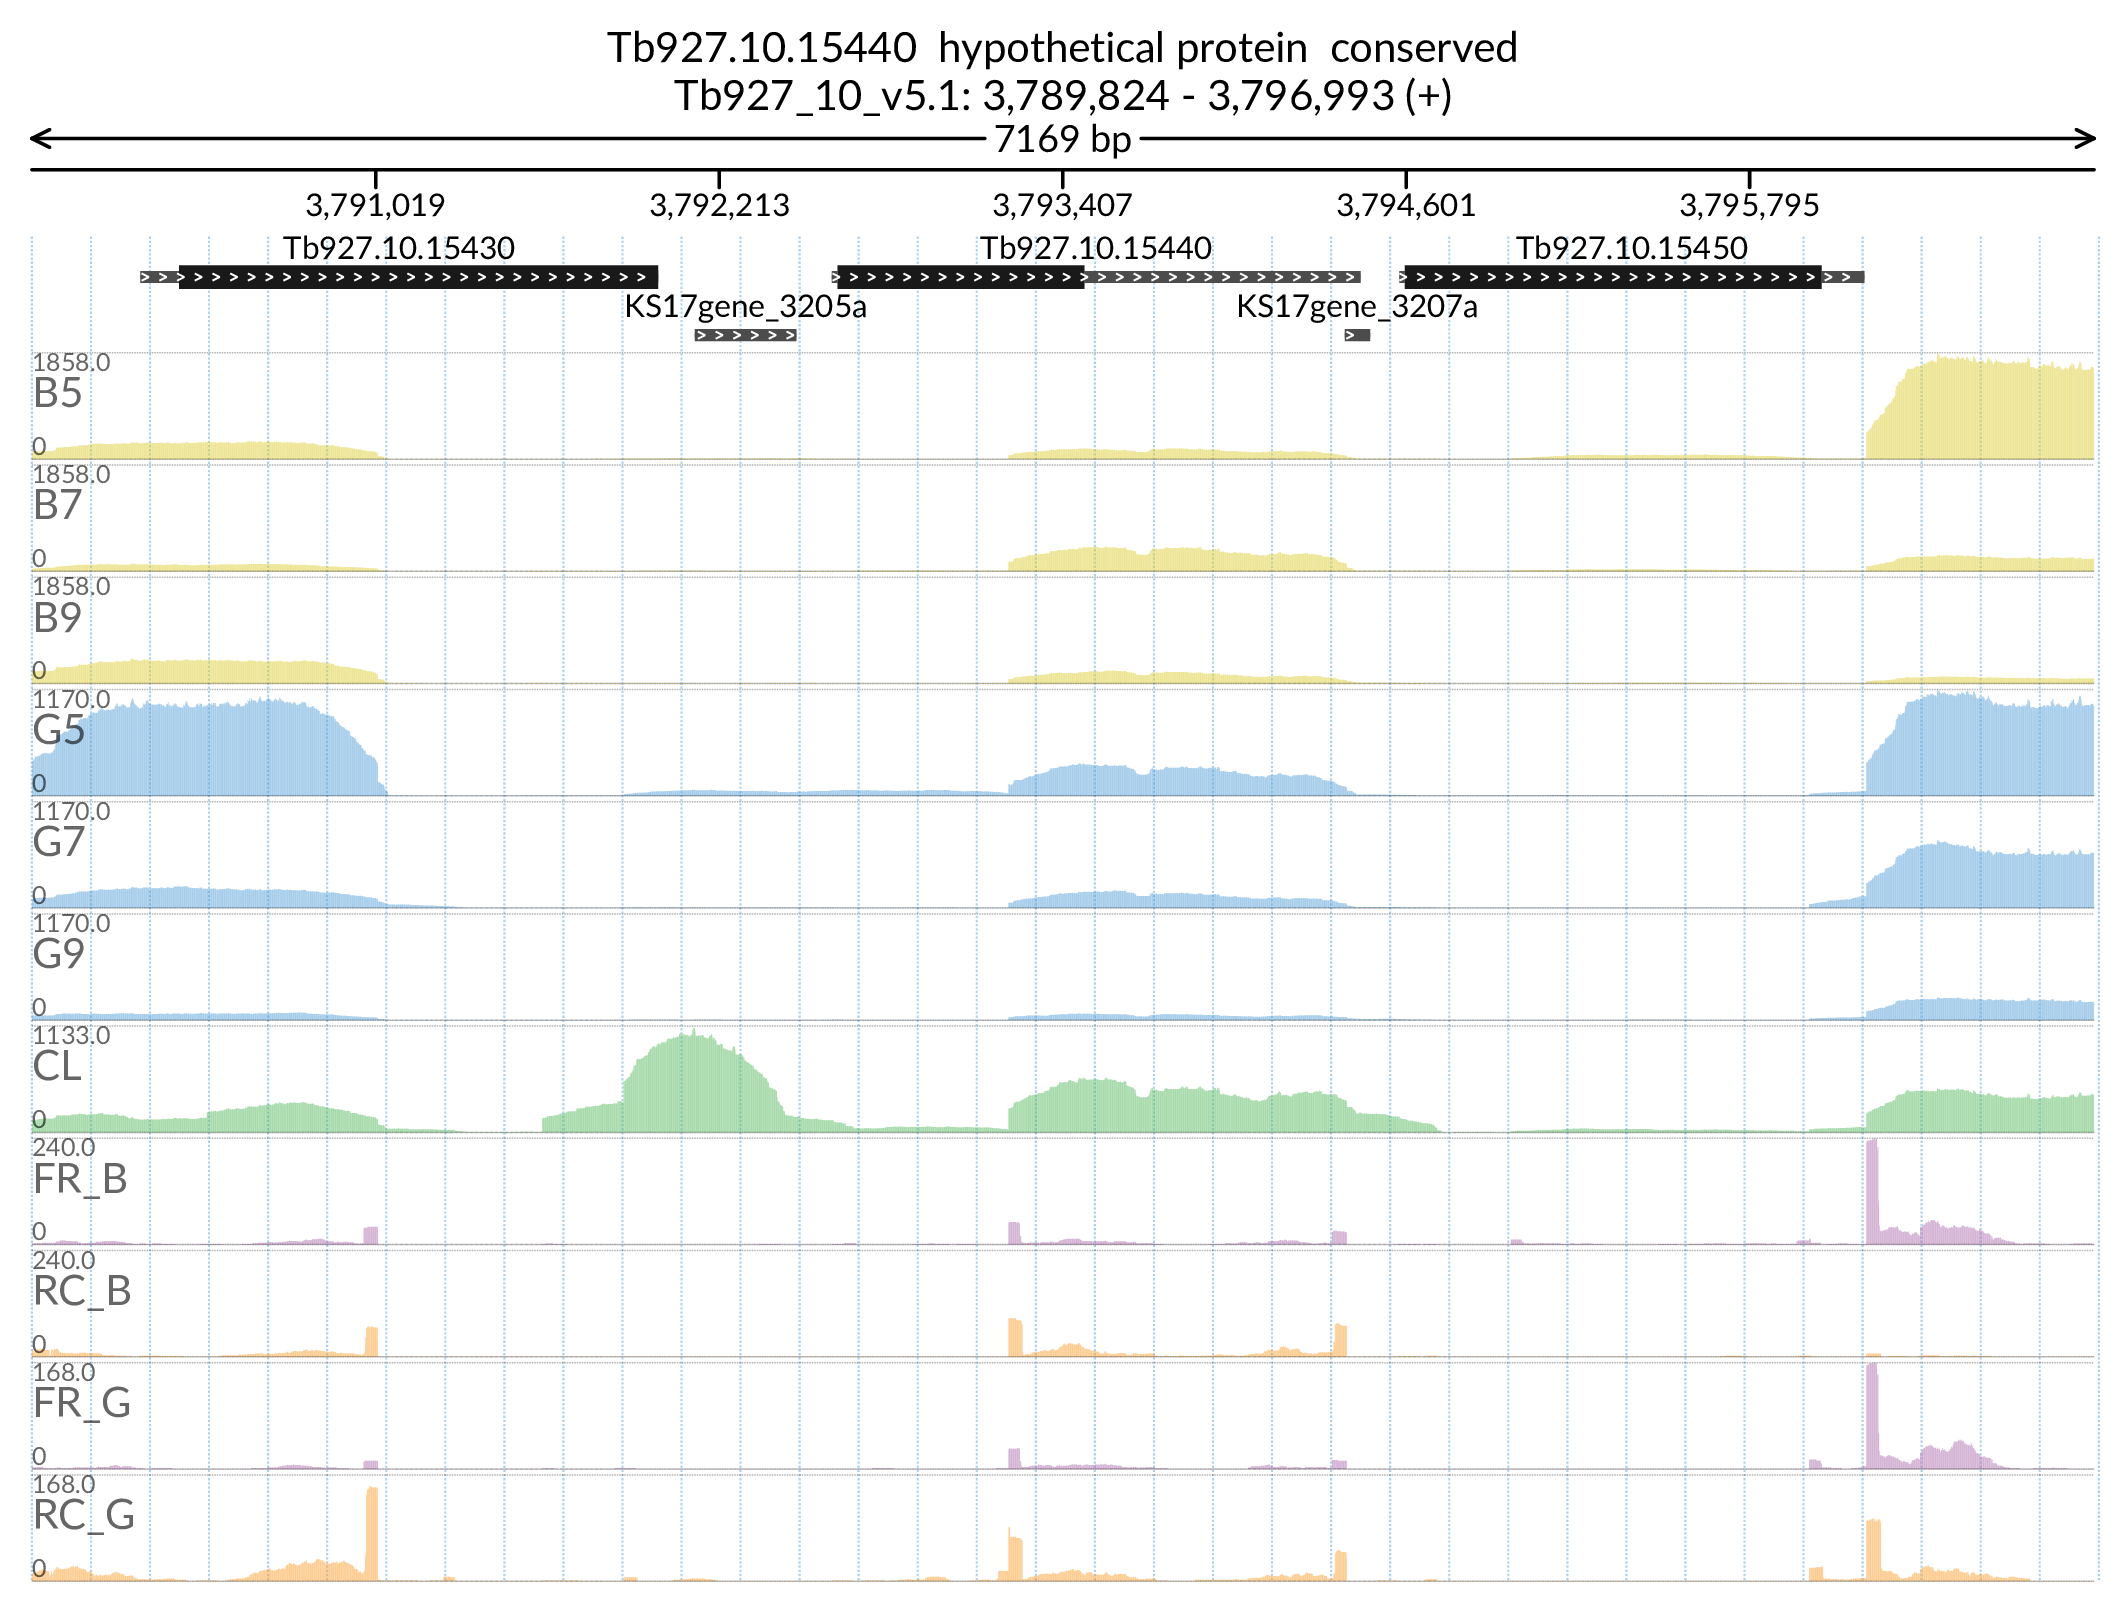 Tb927.10.15440  hypothetical protein  conserved
Tb927_10_v5.1: 3,789,824 - 3,796,993 (+)
7169 bp
3,791,019 3,792,213 3,793,407 3,794,601 3,795,795
Tb927.10.15430 Tb927.10.15440 Tb927.10.15450
KS17gene_3205a KS17gene_3207a
1858.0
B5
0
1858.0
B7
0
1858.0
B9
0
1170.0
G5
0
1170.0
G7
0
1170.0
G9
0
1133.0
CL
0
240.0
FR_B
0
240.0
RC_B
0
168.0
FR_G
0
168.0
RC_G
0